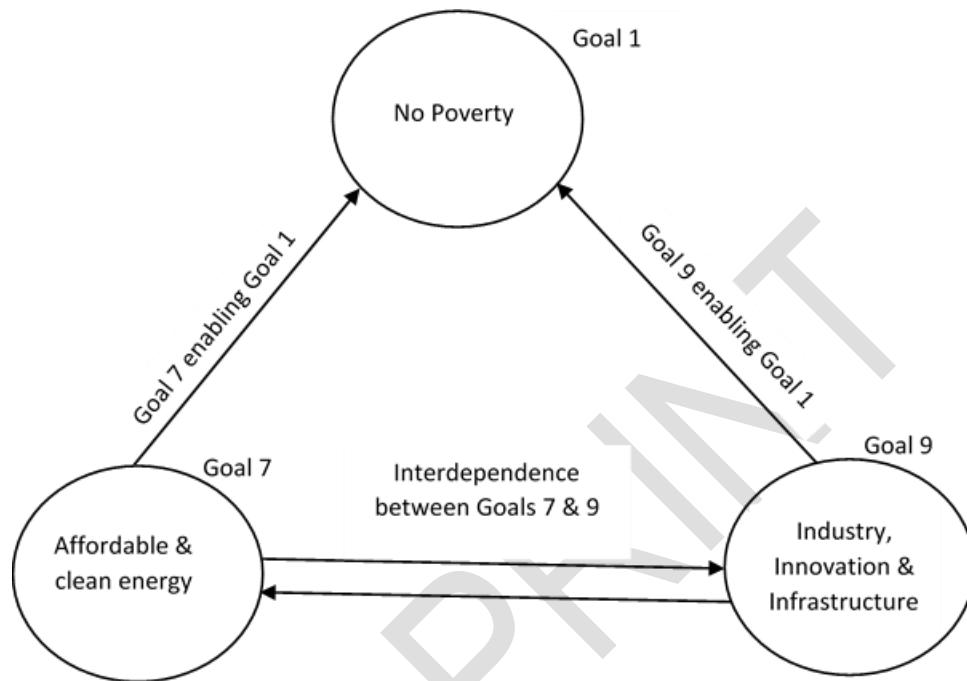 Goal 1
No Poverty
Goal 7 enabling Goal 1
Goal 9 enabling Goal 1
Goal 7
Goal 9
Interdependence
between Goals 7 & 9
Affordable &
clean energy
Industry,
Innovation &
Infrastructure